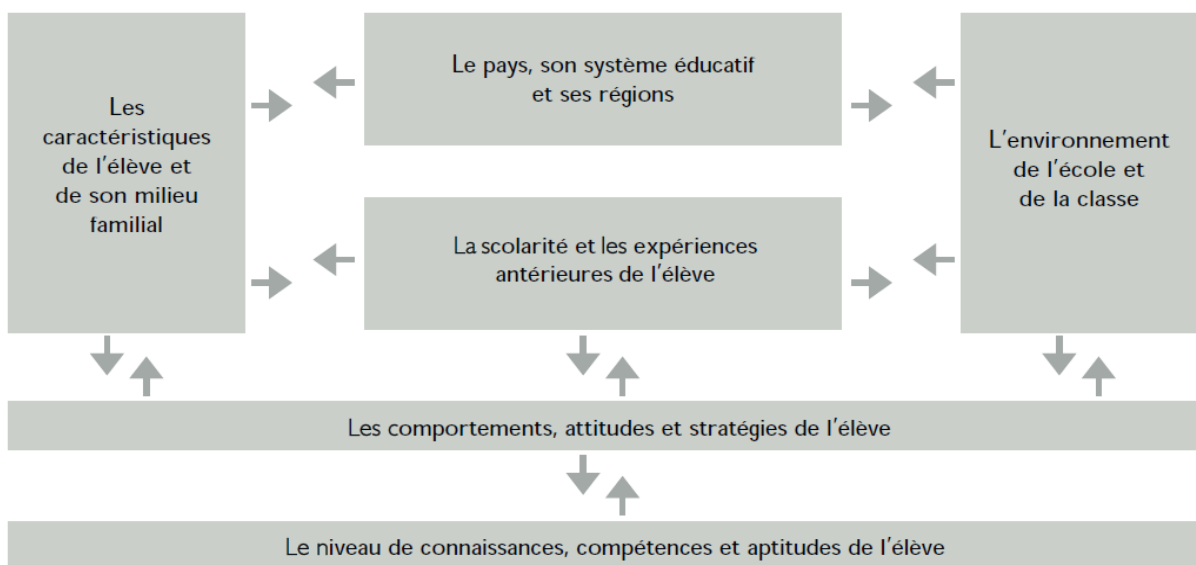 Les
caractéristiques
de l'élève et
de son milieu
familial
Le pays, son système éducatif
et ses régions
La scolarité et les expériences
antérieures de l'élève
L'environnement
de l'école et
de la classe
Les comportements, attitudes et stratégies de l'élève
Le niveau de connaissances, compétences et aptitudes de l'élève